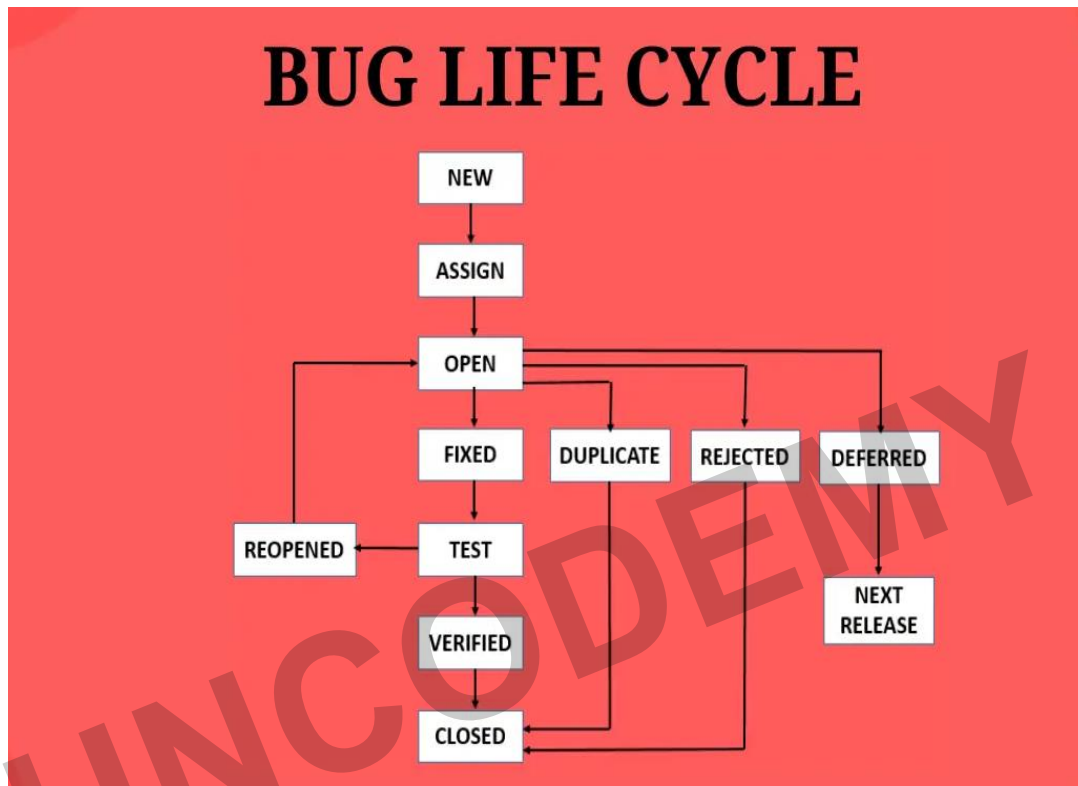 BUG LIFE CYCLE
NEW
ASSIGN
OPEN
FIXED
DUPLICATE
REJECTED
DEFERRED
REOPENED
TEST
NEXT
RELEASE
VERIFIED
CLOSED
UNCODEMY